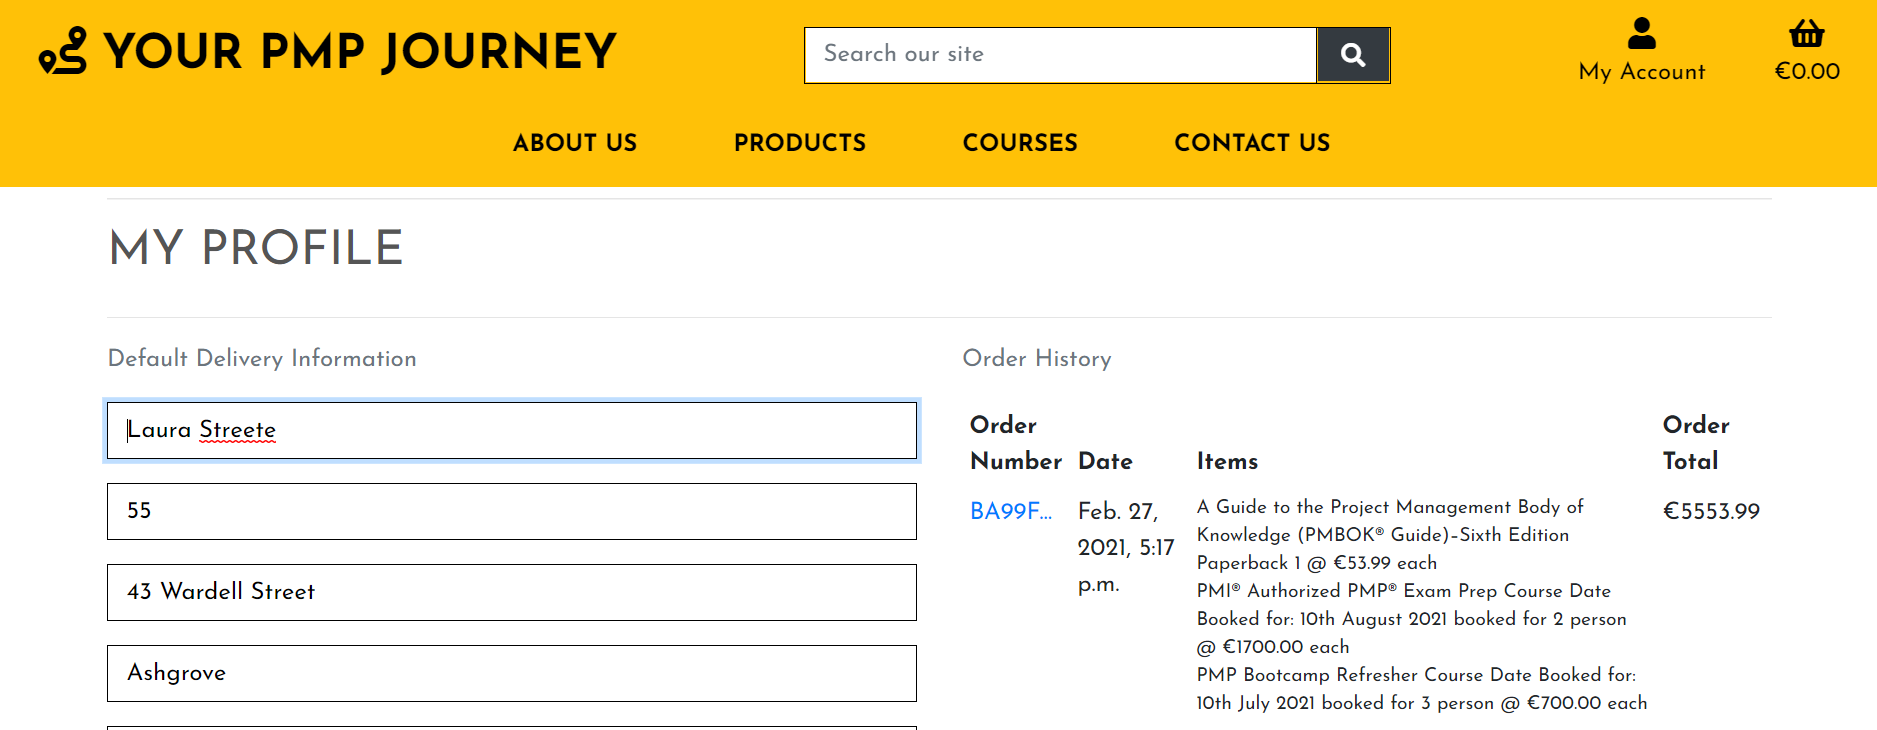 YOUR PMP JOURNEY
Search our site
My Account
€0.00
ABOUT US
PRODUCTS
COURSES
CONTACT US
MY PROFILE
Default Delivery Information
Laura Streete
55
43 Wardell Street
Ashgrove
Order History
Order
Number
Date
Items
Order
Total
BA99F...
Feb. 27,
2021, 5:17
p.m.
A Guide to the Project Management Body of
Knowledge (PMBOK® Guide)–Sixth Edition
Paperback 1 @ €53.99 each
PMI® Authorized PMP® Exam Prep Course Date
Booked for: 10th August 2021 booked for 2 person
@ €1700.00 each
PMP Bootcamp Refresher Course Date Booked for:
10th July 2021 booked for 3 person @ €700.00 each
€5553.99